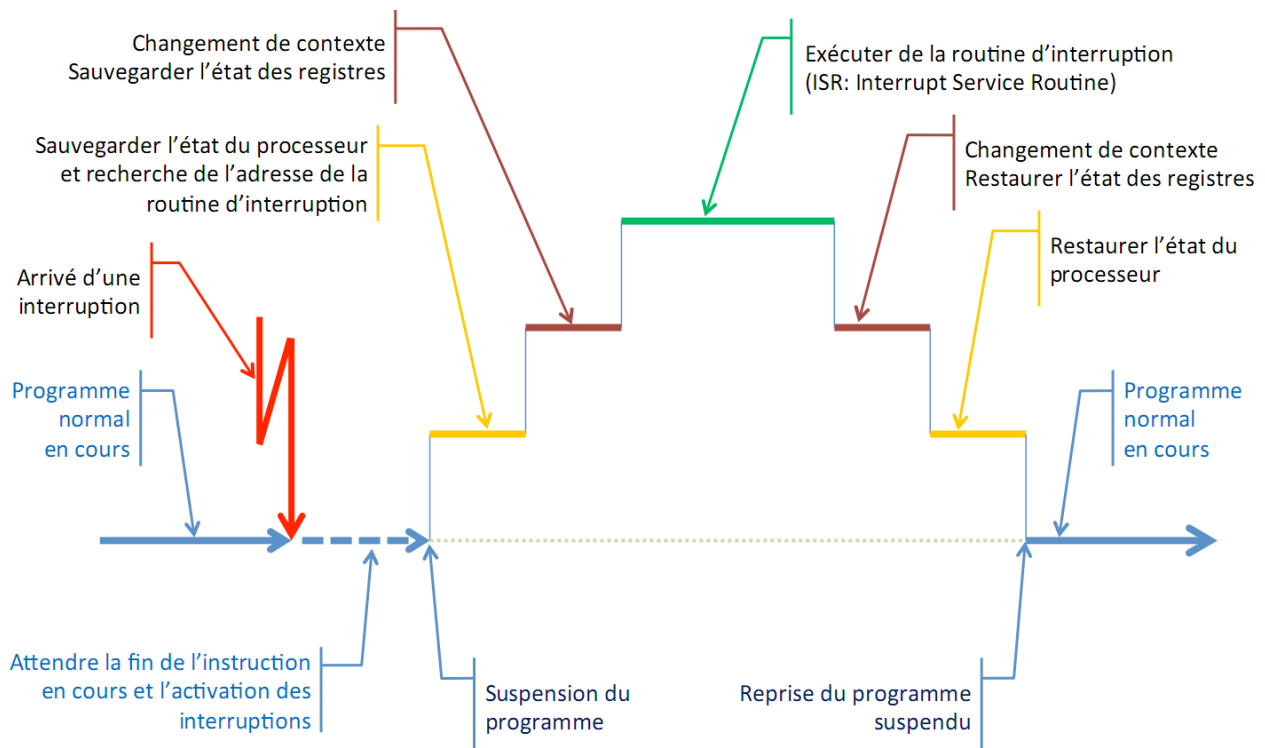 Changement de contexte
Sauvegarder l’état des registres
Exécuter de la routine d’interruption
(ISR: Interrupt Service Routine)
Sauvegarder l’état du processeur
et recherche de l’adresse de la
routine d’interruption
Changement de contexte
Restaurer l’état des registres
Restaurer l’état du
processeur
Arrivé d’une
interruption
Programme
normal
en cours
Programme
normal
en cours
Attendre la fin de l’instruction
en cours et l’activation des
interruptions
Suspension du
programme
Reprise du programme
suspendu